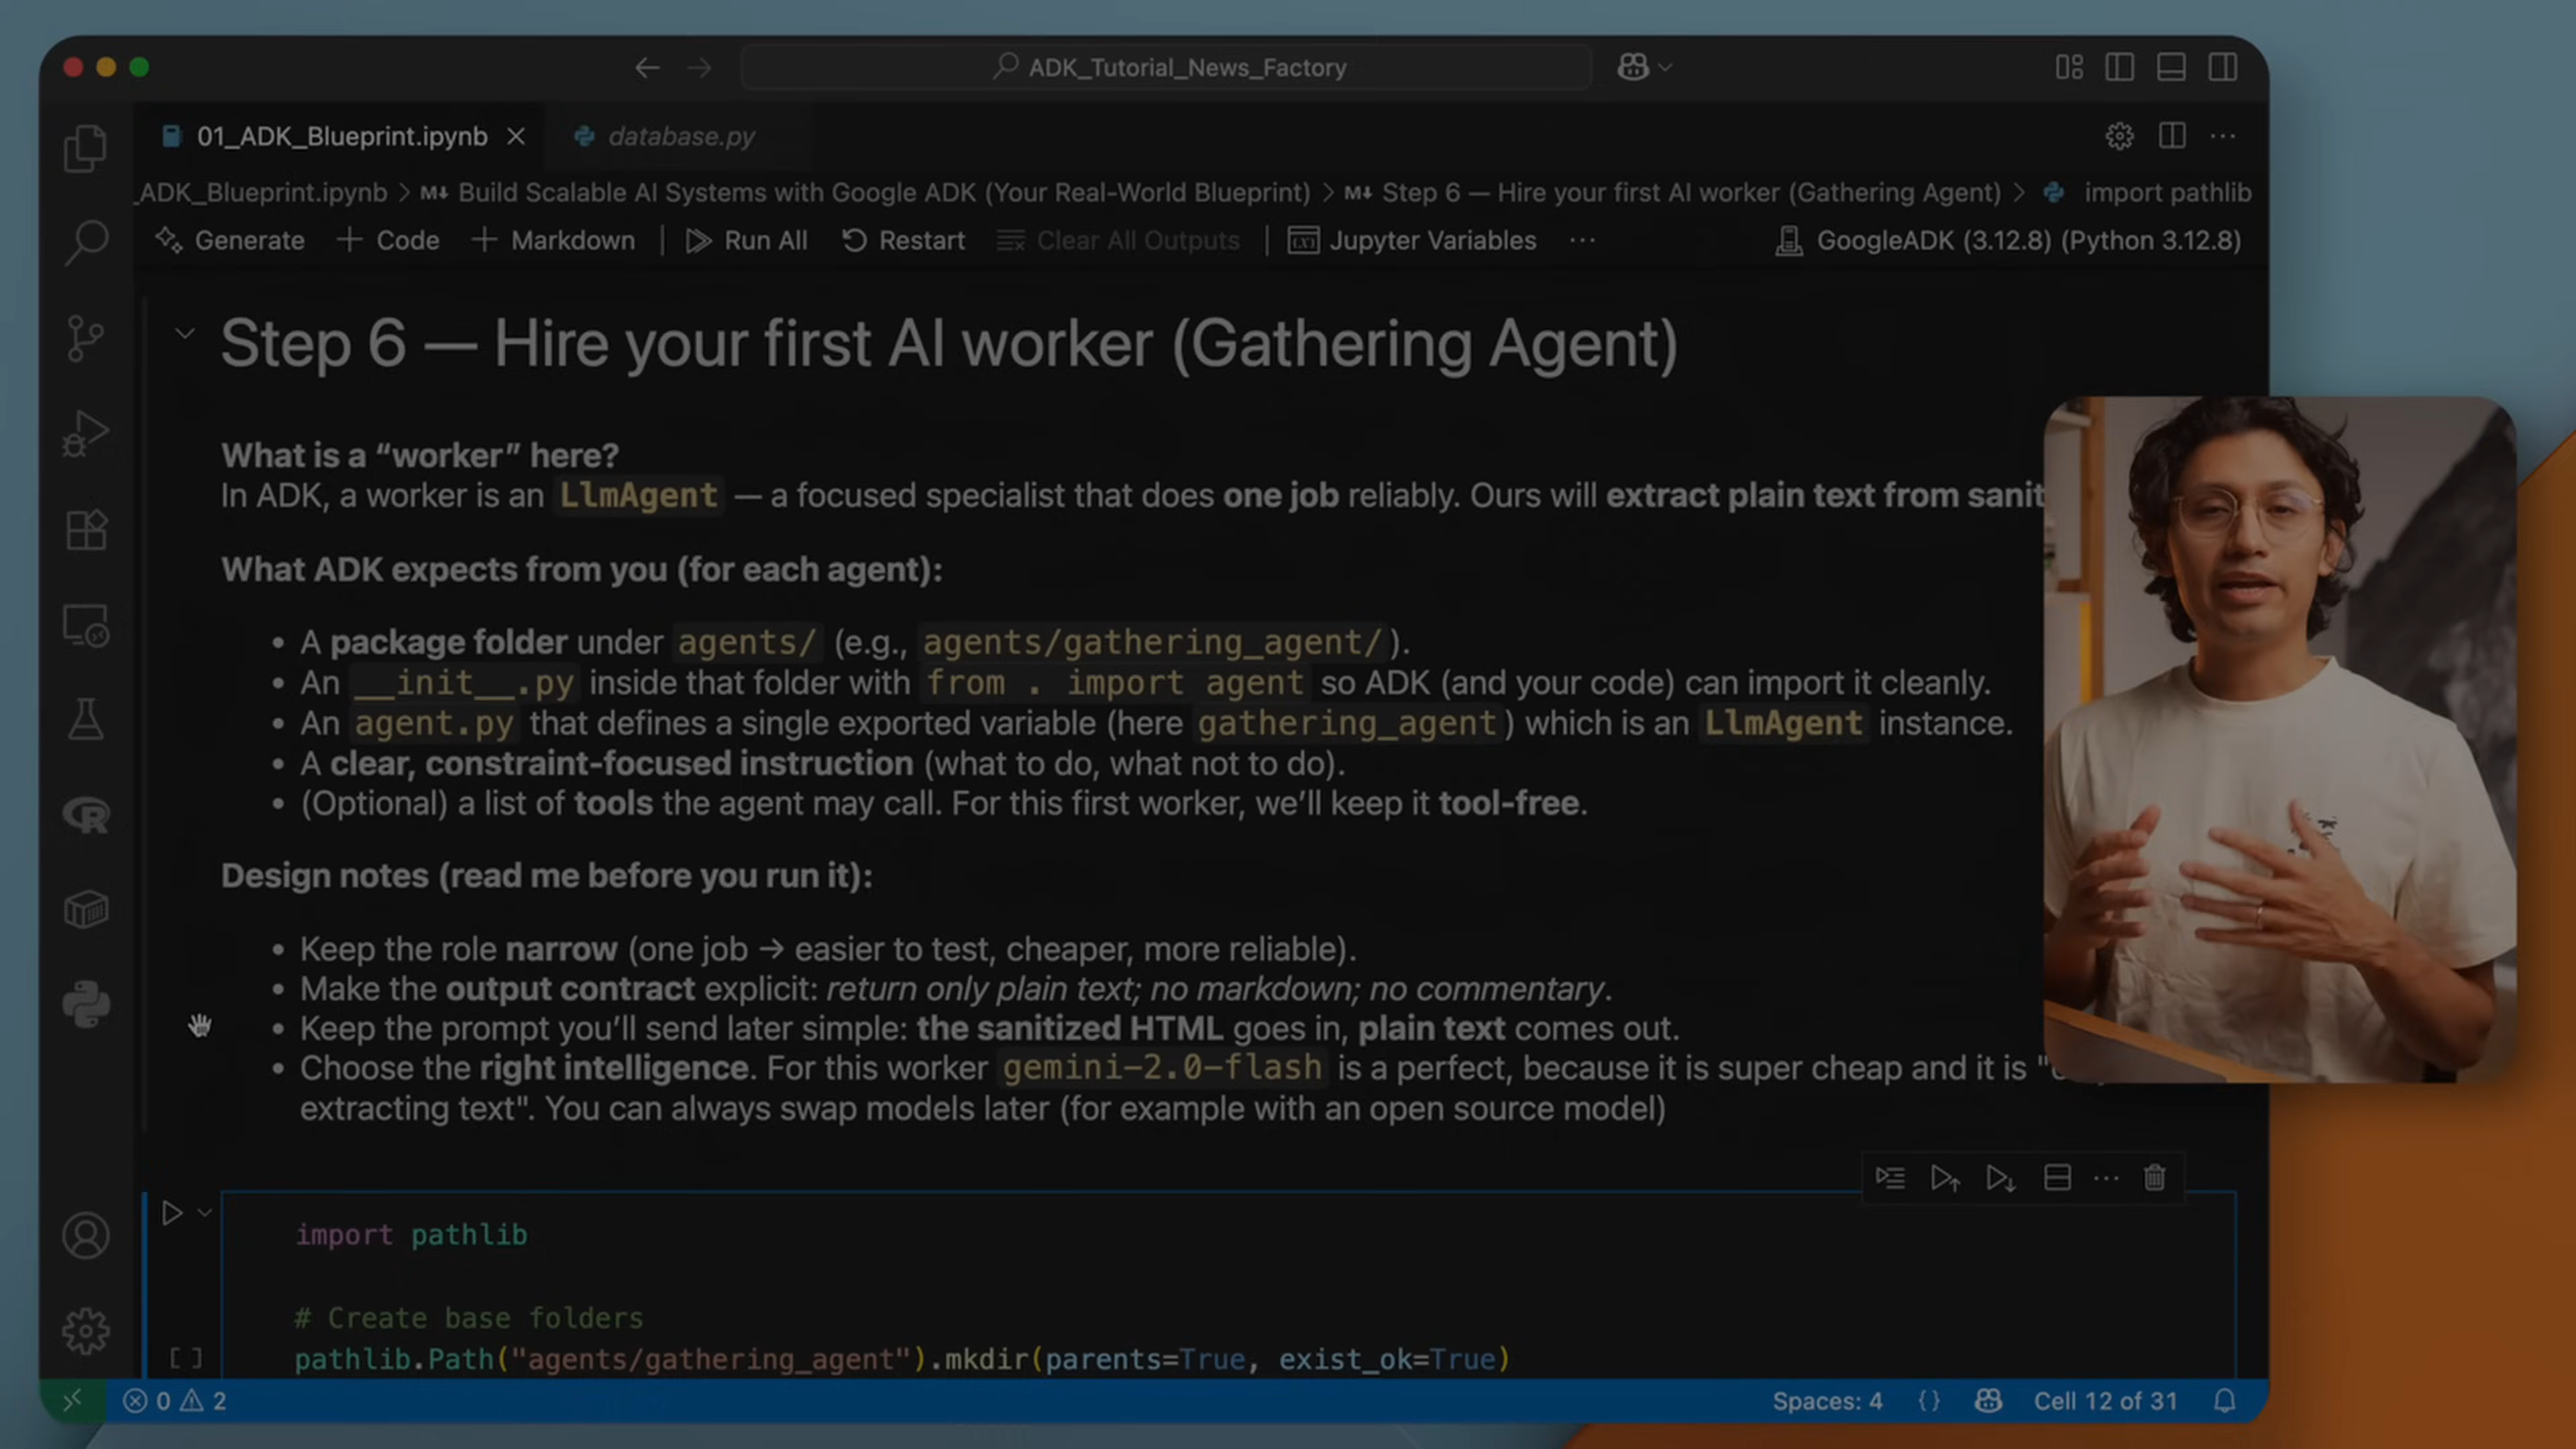 ADK_Tutorial_News_Factory
01_ADK_Blueprint.ipynb
database.py
_ADK_Blueprint.ipynb > M↓ Build Scalable AI Systems with Google ADK (Your Real-World Blueprint) > M↓ Step 6 — Hire your first AI worker (Gathering Agent) > import pathlib
Generate + Code + Markdown | Run All Restart Clear All Outputs | Jupyter Variables ··· GoogleADK (3.12.8) (Python 3.12.8)
Step 6 — Hire your first AI worker (Gathering Agent)
What is a “worker” here?
In ADK, a worker is an LlmAgent — a focused specialist that does one job reliably. Ours will extract plain text from sanit
What ADK expects from you (for each agent):
• A package folder under agents/ (e.g., agents/gathering_agent/).
• An __init__.py inside that folder with from . import agent so ADK (and your code) can import it cleanly.
• An agent.py that defines a single exported variable (here gathering_agent) which is an LlmAgent instance.
• A clear, constraint-focused instruction (what to do, what not to do).
• (Optional) a list of tools the agent may call. For this first worker, we’ll keep it tool-free.
Design notes (read me before you run it):
• Keep the role narrow (one job → easier to test, cheaper, more reliable).
• Make the output contract explicit: return only plain text; no markdown; no commentary.
• Keep the prompt you’ll send later simple: the sanitized HTML goes in, plain text comes out.
• Choose the right intelligence. For this worker gemini-2.0-flash is a perfect, because it is super cheap and it is "
extracting text". You can always swap models later (for example with an open source model)
import pathlib
# Create base folders
[ ] pathlib.Path("agents/gathering_agent").mkdir(parents=True, exist_ok=True)
0 2 Spaces: 4 {} Cell 12 of 31